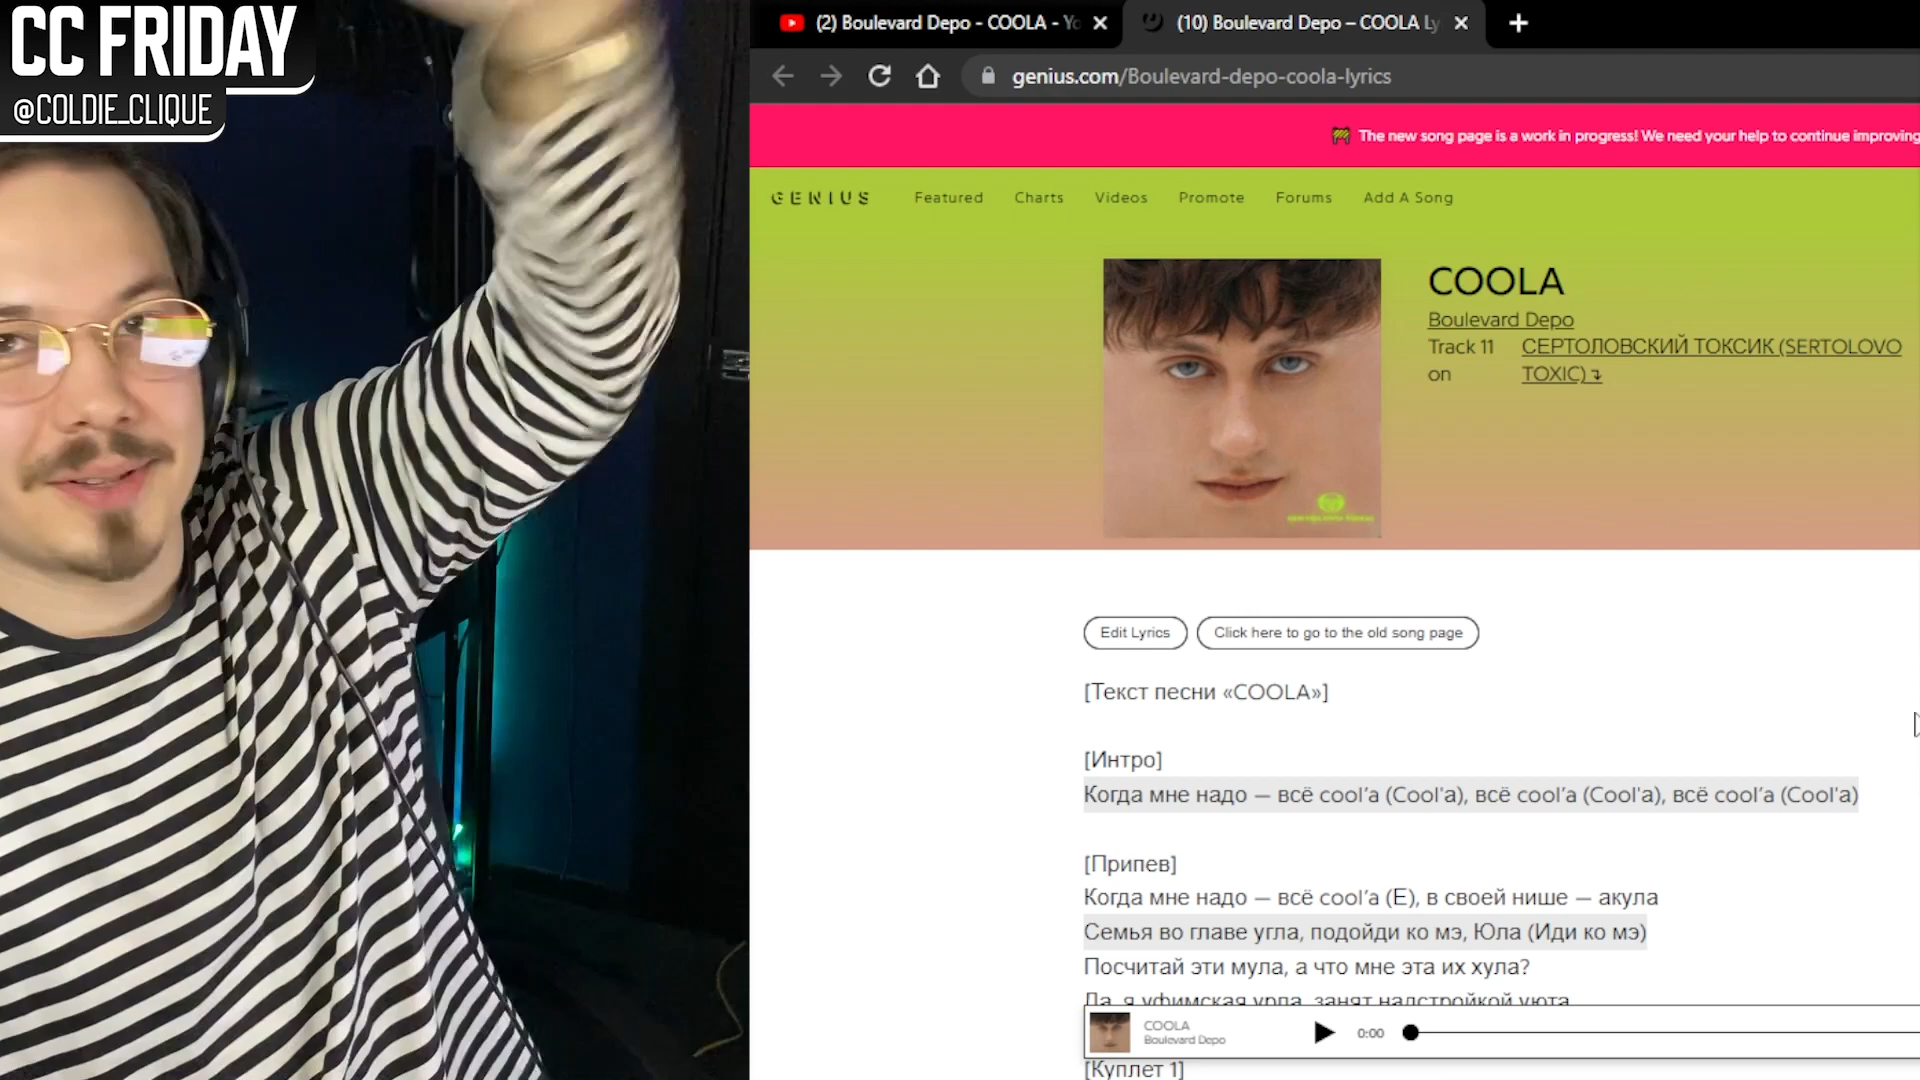 CC FRIDAY
@COLDIE_CLIQUE
(2) Boulevard Depo - COOLA - Yo
(10) Boulevard Depo – COOLA Ly
genius.com/Boulevard-depo-coola-lyrics
The new song page is a work in progress! We need your help to continue improving
GENIUS
Featured
Charts
Videos
Promote
Forums
Add A Song
COOLA
Boulevard Depo
Track 11 on СЕРТОЛОВСКИЙ ТОКСИК (SERTOLOVO
TOXIC)
Edit Lyrics
Click here to go to the old song page
[Текст песни «COOLA»]
[Интро]
Когда мне надо — всё cool’a (Cool'a), всё cool’a (Cool'a), всё cool’a (Cool'a)
[Припев]
Когда мне надо — всё cool’a (Е), в своей нише — акула
Семья во главе угла, подойди ко мэ, Юла (Иди ко мэ)
Посчитай эти мула, а что мне эта их хула?
Да, я уфимская урла, занят надстройкой уюта
COOLA
Boulevard Depo
0:00
[Куплет 1]